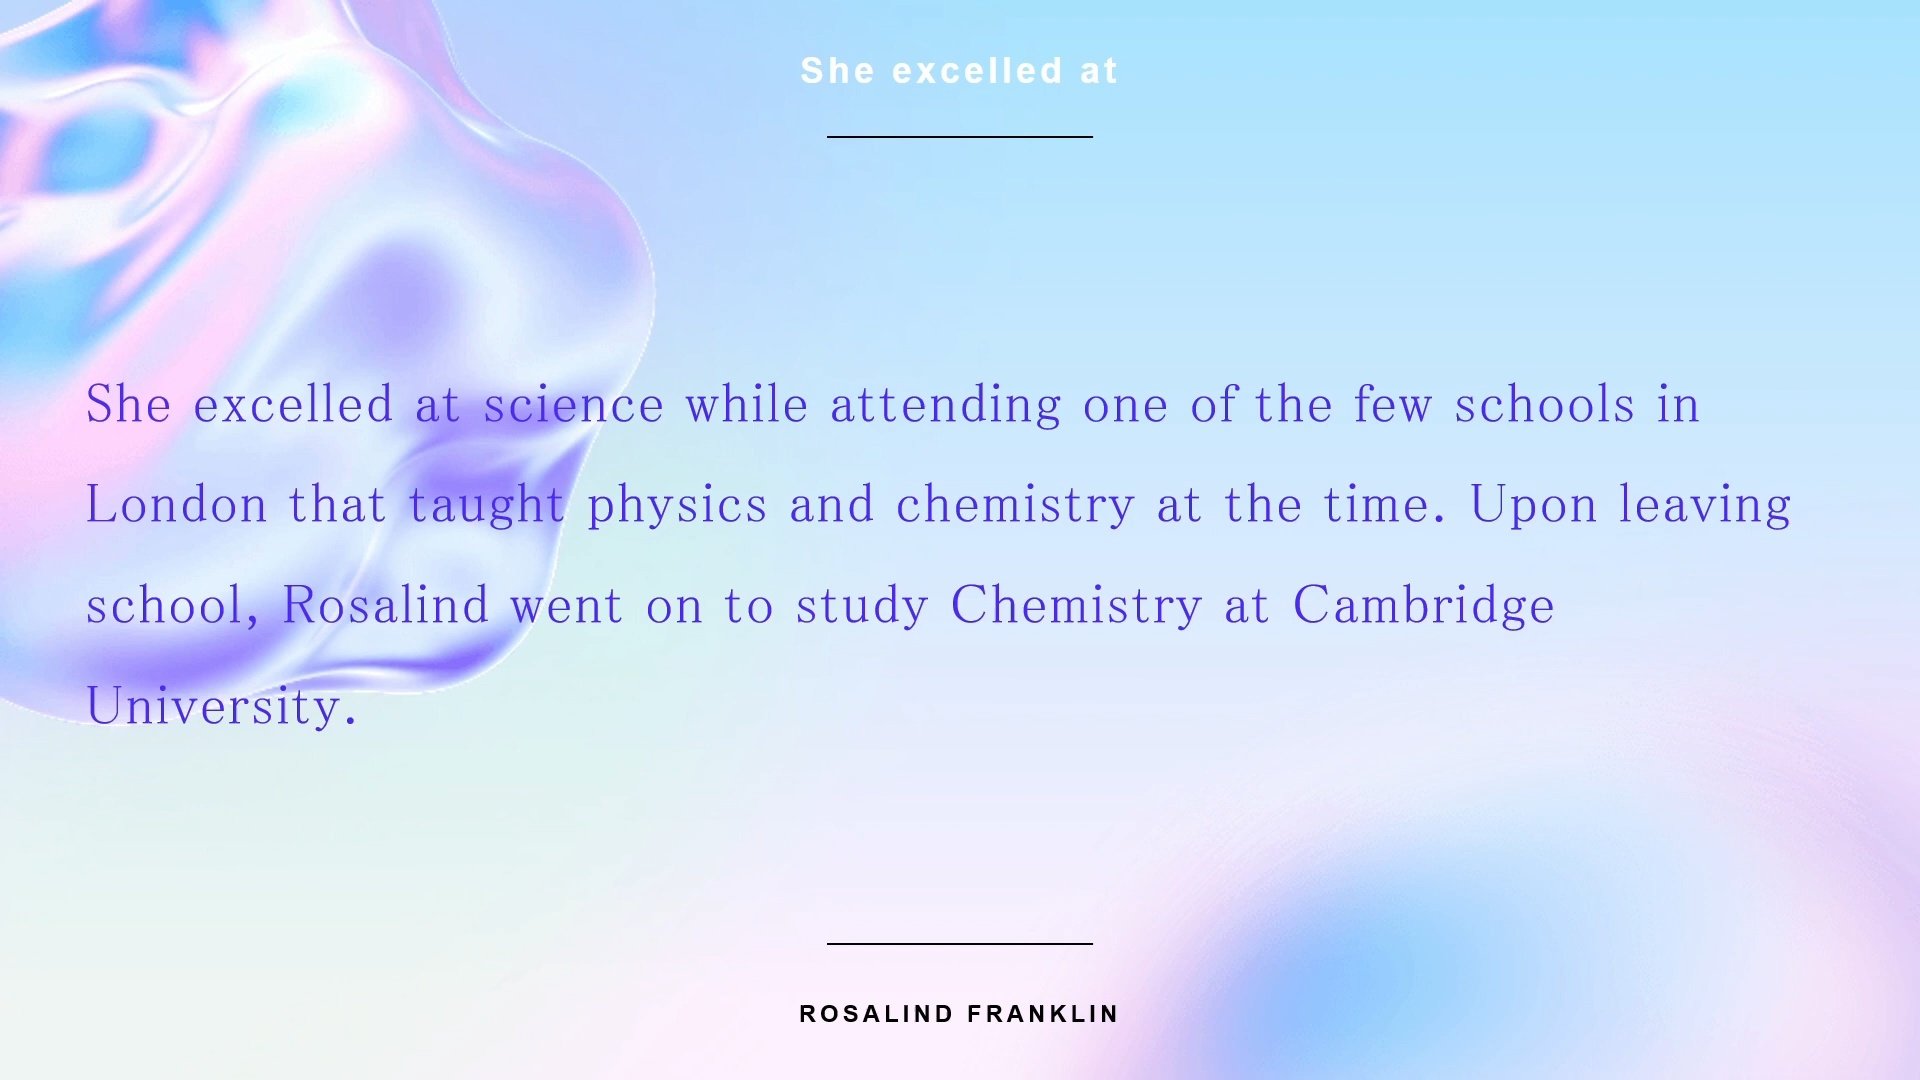 She excelled at
She excelled at science while attending one of the few schools in
London that taught physics and chemistry at the time. Upon leaving
school, Rosalind went on to study Chemistry at Cambridge
University.
ROSALIND FRANKLIN